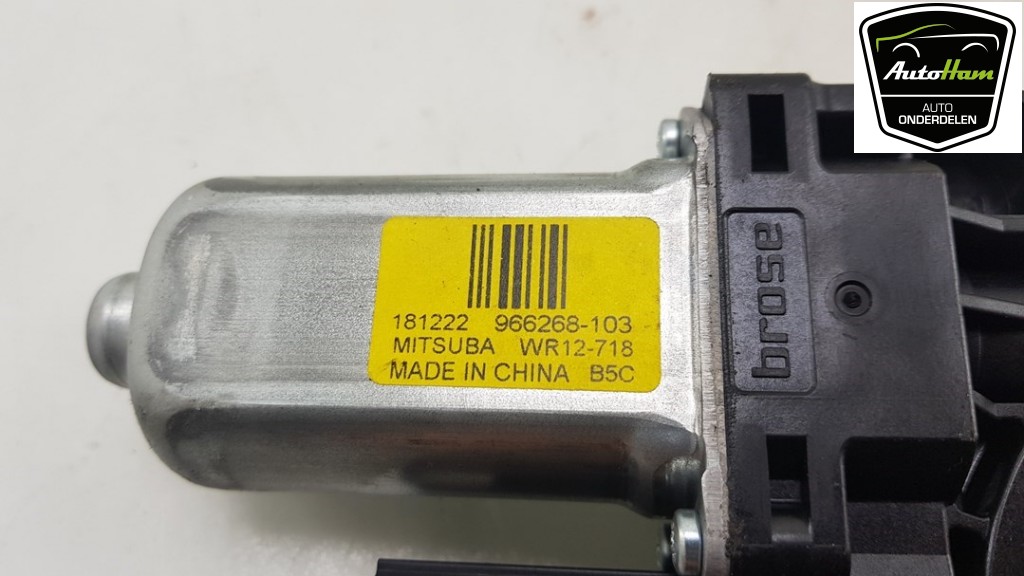 AutoHam
AUTO
ONDERDELEN
181222 966268-103
MITSUBA WR12-718
MADE IN CHINA B5C
brose